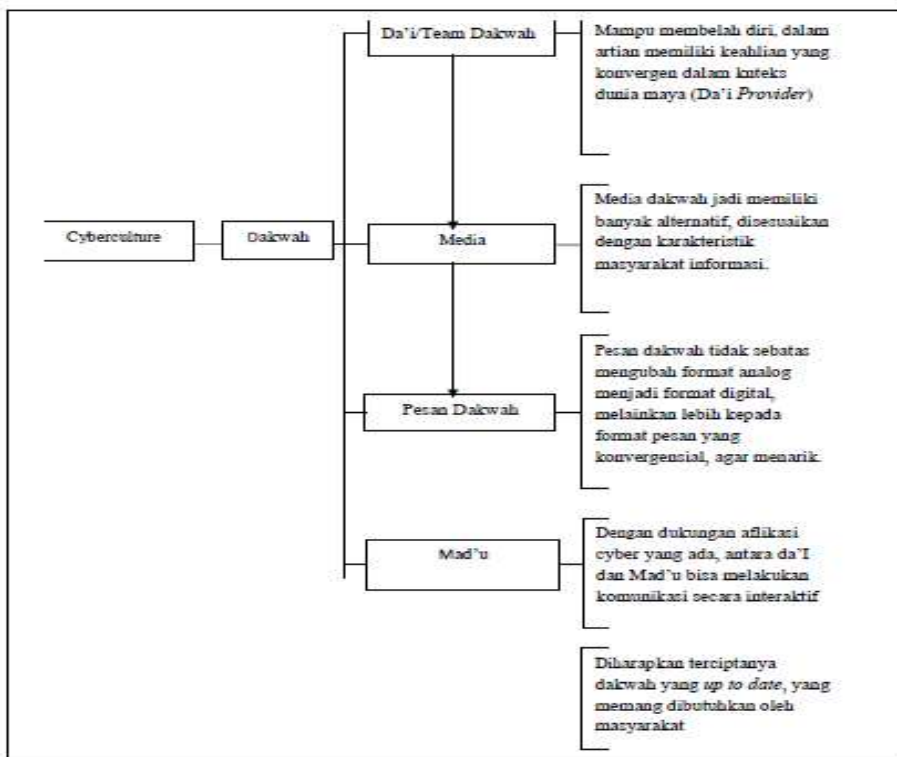 Da'i/Team Dakwah
Mampu membelah diri, dalam
artian memiliki keahlian yang
konvergen dalam knteks
dunia maya (Da'i Provider)
Cyberculture
Dakwah
Media
Media dakwah jadi memiliki
banyak alternatif, disesuaikan
dengan karakteristik
masyarakat informasi.
Pesan Dakwah
Pesan dakwah tidak sebatas
mengubah format analog
menjadi format digital,
melainkan lebih kepada
format pesan yang
konvergensial, agar menarik.
Mad'u
Dengan dukungan aflikasi
cyber yang ada, antara da'I
dan Mad'u bisa melakukan
komunikasi secara interaktif
Diharapkan terciptanya
dakwah yang up to date, yang
memang dibutuhkan oleh
masyarakat